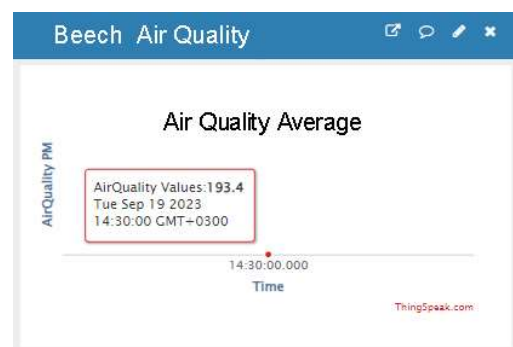 Beech Air Quality
Air Quality Average
AirQuality PM
AirQuality Values:193.4
Tue Sep 19 2023
14:30:00 GMT+0300
14:30:00.000
Time
ThingSpeak.com